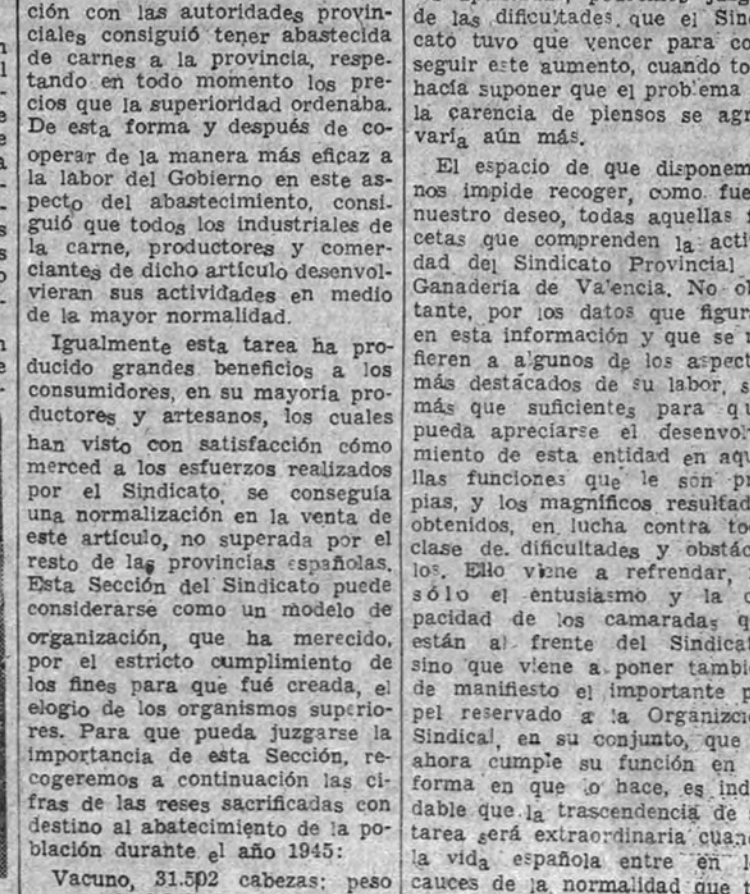 ción con las autoridades provin-
ciales consiguió tener abastecida
de carnes a la provincia, respe-
tando en todo momento los pre-
cios que la superioridad ordenaba.
De esta forma y después de co-
operar de la manera más eficaz a
la labor del Gobierno en este as-
pecto del abastecimiento, consi-
guió que todos los industriales de
la carne, productores y comer-
ciantes de dicho artículo desenvol-
vieran sus actividades en medio
de la mayor normalidad.
Igualmente esta tarea ha pro-
ducido grandes beneficios a los
consumidores, en su mayoría pro-
ductores y artesanos, los cuales
han visto con satisfacción cómo
merced a los esfuerzos realizados
por el Sindicato, se conseguía
una normalización en la venta de
este artículo, no superada por el
resto de las provincias españolas.
Esta Sección del Sindicato puede
considerarse como un modelo de
organización, que ha merecido,
por el estricto cumplimiento de
los fines para que fué creada, el
elogio de los organismos superio-
res. Para que pueda juzgarse la
importancia de esta Sección, re-
cogeremos a continuación las ci-
fras de las reses sacrificadas con
destino al abatecimiento de la po-
blación durante el año 1945:
Vacuno, 31.502 cabezas; peso
de las dificultades que el Sin
cato tuvo que vencer para co
seguir este aumento, cuando to
hacía suponer que el problema
la carencia de piensos se agr
varía aún más.
El espacio de que disponem
nos impide recoger, como fue
nuestro deseo, todas aquellas
cetas que comprenden la acti
dad del Sindicato Provincial
Ganadería de Valencia. No ob
tante, por los datos que figur
en esta información y que se
fieren a algunos de los aspect
más destacados de su labor, s
más que suficientes para qu
pueda apreciarse el desenvol
miento de esta entidad en aqu
llas funciones que le son pr
pias, y los magníficos resultad
obtenidos, en lucha contra to
clase de dificultades y obstác
los. Ello viene a refrendar,
sólo el entusiasmo y la c
pacidad de los camaradas q
están al frente del Sindicat
sino que viene a poner tambié
de manifiesto el importante p
pel reservado a la Organizció
Sindical, en su conjunto, que
ahora cumple su función en
forma en que lo hace, es ind
dable que la trascendencia de
tarea será extraordinaria cuan
la vida española entre en l
cauces de la normalidad que